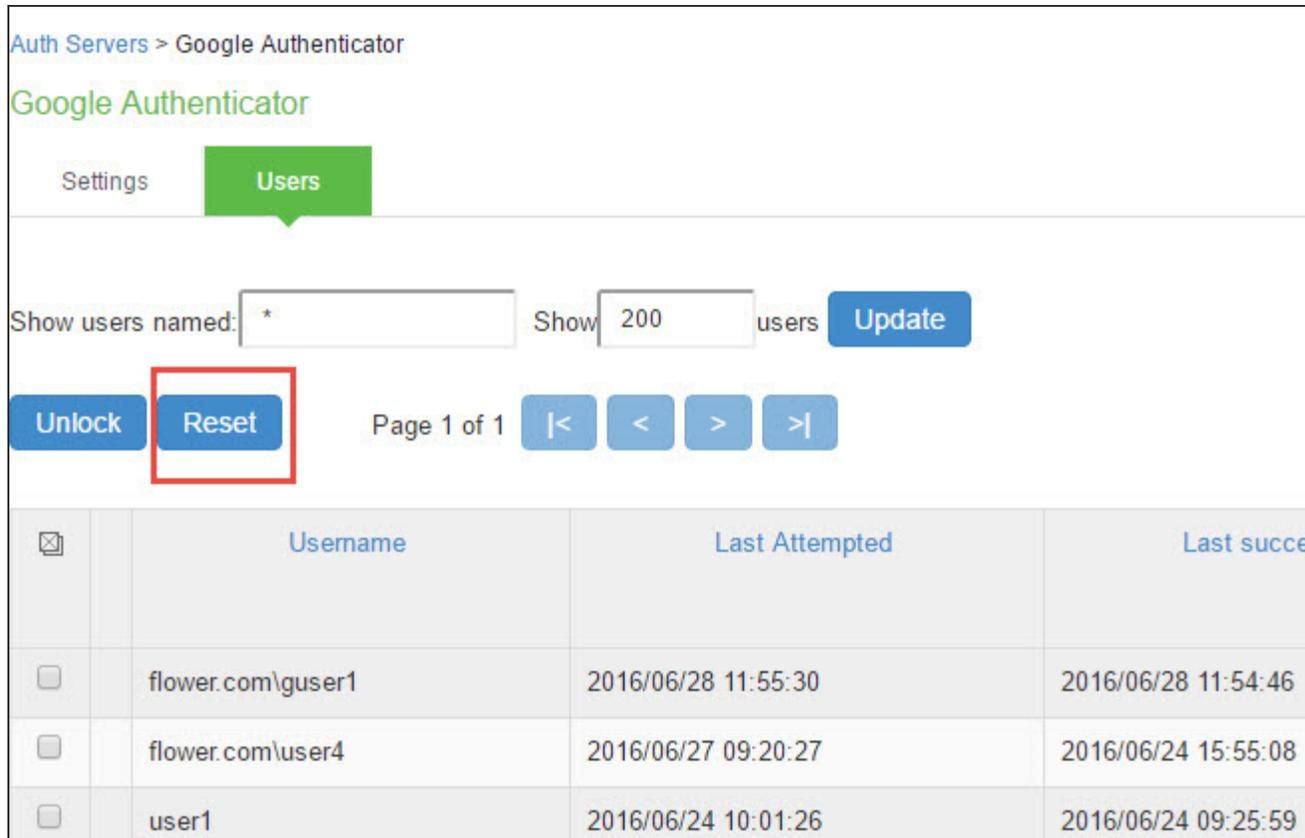 Auth Servers > Google Authenticator
Google Authenticator
Settings Users
Show users named: * Show 200 users Update
Unlock Reset Page 1 of 1 |< < > >|
Username Last Attempted Last succe
flower.com\guser1 2016/06/28 11:55:30 2016/06/28 11:54:46
flower.com\user4 2016/06/27 09:20:27 2016/06/24 15:55:08
user1 2016/06/24 10:01:26 2016/06/24 09:25:59